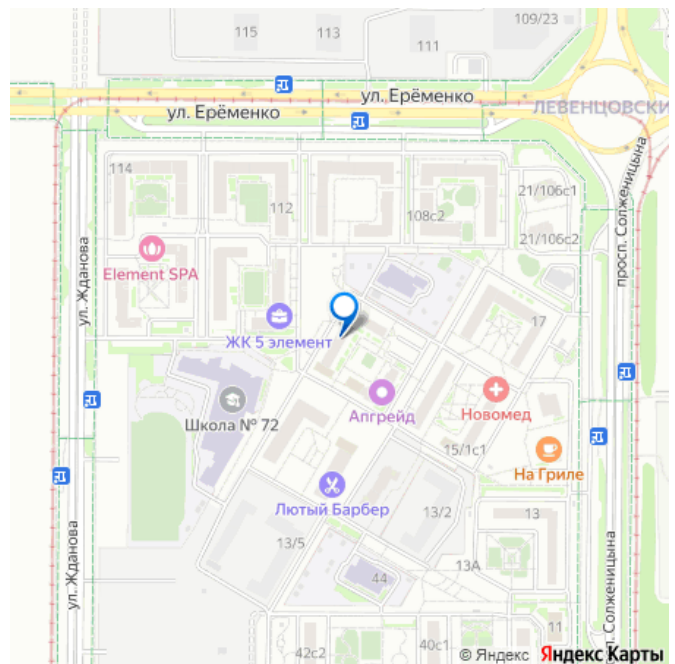 109/23
115
113
111
ул. Ерёменко
ул. Ерёменко
ЛЕВЕНЦОВСКИ
114
112
108с2
21/106с1
21/106с2
просп. Солженицына
ул. Жданова
Element SPA
ЖК 5 элемент
17
Школа № 72
Апгрейд
Новомед
15/1с1
На Гриле
Лютый Барбер
13/2
13
13/5
13А
44
ул. Жданова
п. Солженицына
42с2
40с1
11
© Яндекс Яндекс Карты